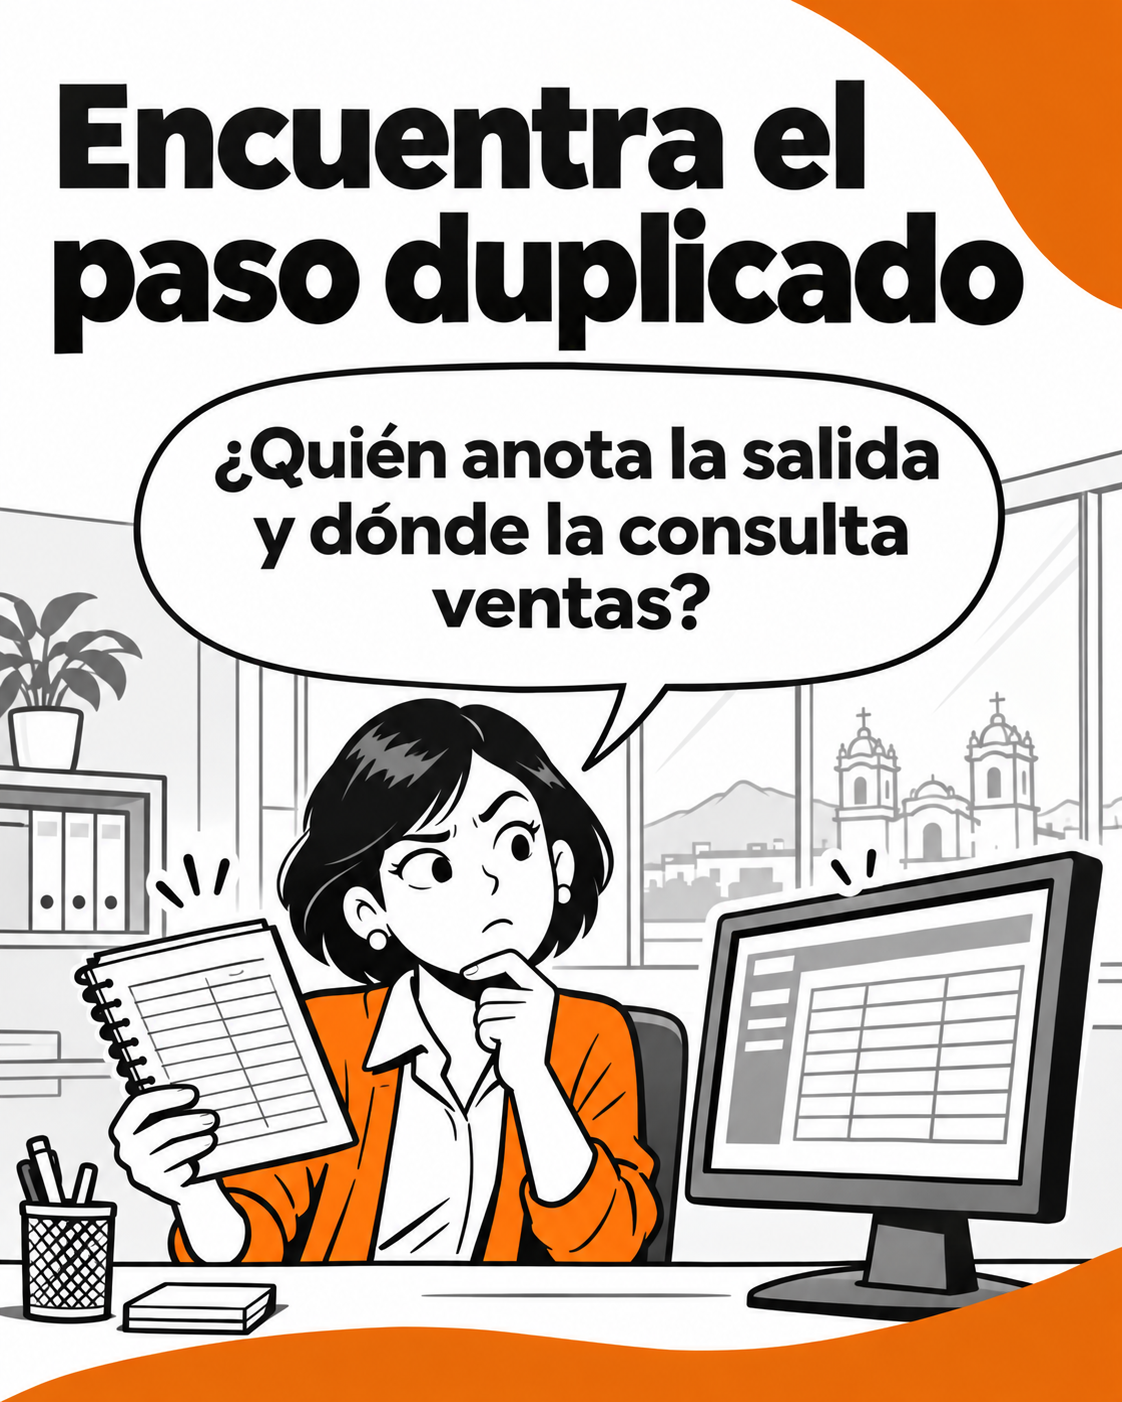 Encuentra el
paso duplicado
¿Quién anota la salida
y dónde la consulta
ventas?